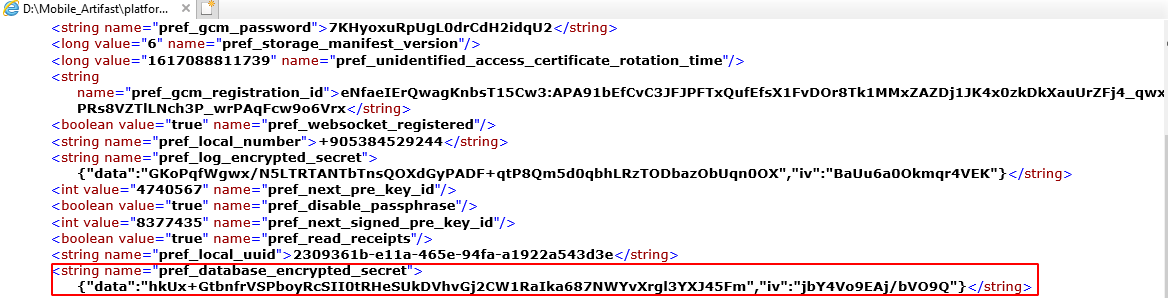 D:\Mobile_Artifast\platfor...
<string name="pref_gcm_password">7KHyoxuRpUgL0drCdH2idqU2</string>
<long value="6" name="pref_storage_manifest_version"/>
<long value="1617088811739" name="pref_unidentified_access_certificate_rotation_time"/>
<string
name="pref_gcm_registration_id">eNfaeIErQwagKnbsT15Cw3:APA91bEfCvC3JFJPFTxQufEfsX1FvDOr8Tk1MMxZAZDj1JK4x0zkDkXauUrZFj4_qwx
PRs8VZTlLNch3P_wrPAqFcw9o6Vrx</string>
<boolean value="true" name="pref_websocket_registered"/>
<string name="pref_local_number">+905384529244</string>
<string name="pref_log_encrypted_secret">
{"data":"GKoPqfWgwx/N5LTRTANTbTnsQOXdGyPADF+qtP8Qm5d0qbhLRzTODbazObUqn0OX","iv":"BaUu6a0Okmqr4VEK"}</string>
<int value="4740567" name="pref_next_pre_key_id"/>
<boolean value="true" name="pref_disable_passphrase"/>
<int value="8377435" name="pref_next_signed_pre_key_id"/>
<boolean value="true" name="pref_read_receipts"/>
<string name="pref_local_uuid">2309361b-e11a-465e-94fa-a1922a543d3e</string>
<string name="pref_database_encrypted_secret">
{"data":"hkUx+GtbnfrVSPboyRcSII0tRHeSUkDVhvGj2CW1RaIka687NWYvXrgl3YXJ45Fm","iv":"jbY4Vo9EAj/bVO9Q"}</string>